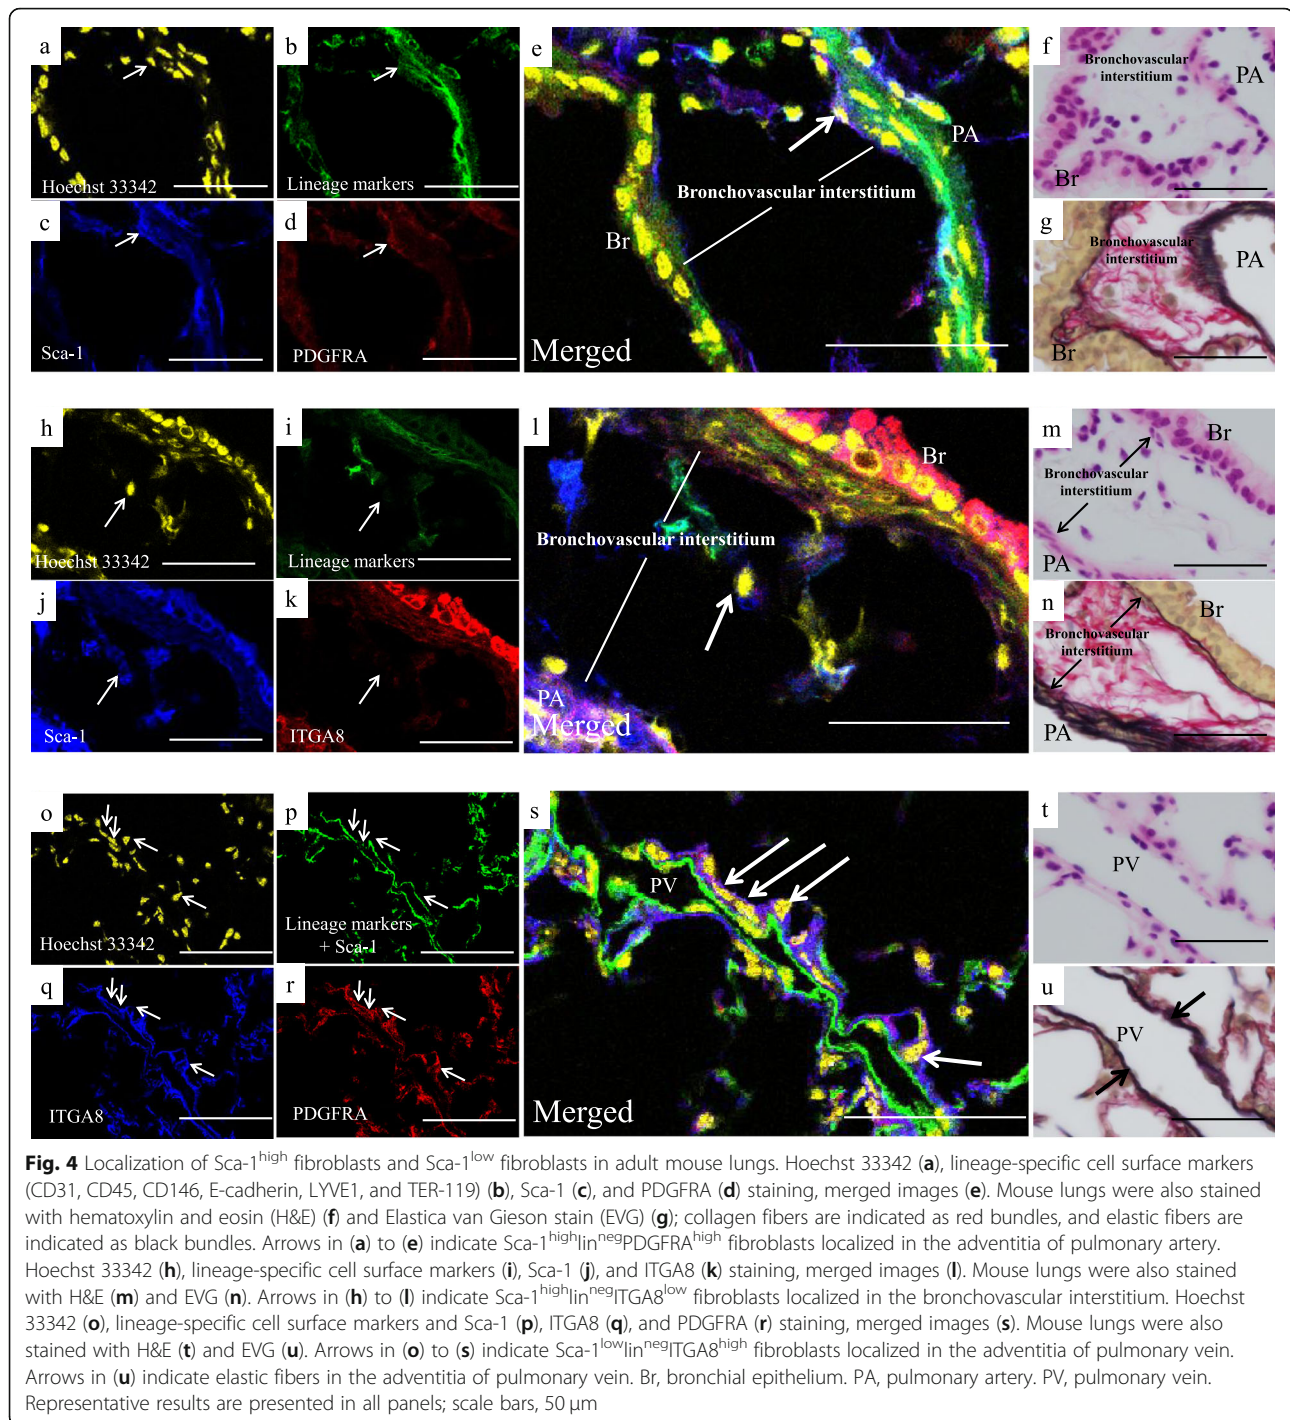 a
Hoechst 33342
b
Lineage markers
c
Sca-1
d
PDGFRA
e
Br
PA
Bronchovascular interstitium
Merged
f
Bronchovascular
interstitium
PA
Br
g
Bronchovascular
interstitium
PA
Br
h
Hoechst 33342
i
Lineage markers
j
Sca-1
k
ITGA8
l
Br
Bronchovascular interstitium
PA
Merged
m
Br
Bronchovascular
interstitium
PA
n
Br
Bronchovascular
interstitium
PA
o
Hoechst 33342
p
Lineage markers
+ Sca-1
q
ITGA8
r
PDGFRA
s
PV
Merged
t
PV
u
PV
Fig. 4 Localization of Sca-1high fibroblasts and Sca-1low fibroblasts in adult mouse lungs. Hoechst 33342 (a), lineage-specific cell surface markers
(CD31, CD45, CD146, E-cadherin, LYVE1, and TER-119) (b), Sca-1 (c), and PDGFRA (d) staining, merged images (e). Mouse lungs were also stained
with hematoxylin and eosin (H&E) (f) and Elastica van Gieson stain (EVG) (g); collagen fibers are indicated as red bundles, and elastic fibers are
indicated as black bundles. Arrows in (a) to (e) indicate Sca-1highlinnegPDGFRAhigh fibroblasts localized in the adventitia of pulmonary artery.
Hoechst 33342 (h), lineage-specific cell surface markers (i), Sca-1 (j), and ITGA8 (k) staining, merged images (l). Mouse lungs were also stained
with H&E (m) and EVG (n). Arrows in (h) to (l) indicate Sca-1highlinnegITGA8low fibroblasts localized in the bronchovascular interstitium. Hoechst
33342 (o), lineage-specific cell surface markers and Sca-1 (p), ITGA8 (q), and PDGFRA (r) staining, merged images (s). Mouse lungs were also
stained with H&E (t) and EVG (u). Arrows in (o) to (s) indicate Sca-1lowlinnegITGA8high fibroblasts localized in the adventitia of pulmonary vein.
Arrows in (u) indicate elastic fibers in the adventitia of pulmonary vein. Br, bronchial epithelium. PA, pulmonary artery. PV, pulmonary vein.
Representative results are presented in all panels; scale bars, 50 μm